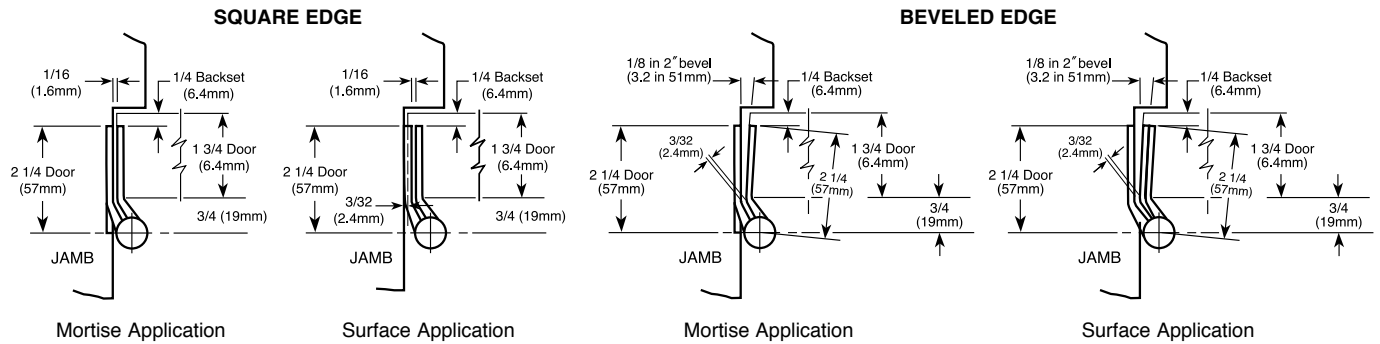 SQUARE EDGE
1/16
(1.6mm)
1/4 Backset
(6.4mm)
2 1/4 Door
(57mm)
1 3/4 Door
(6.4mm)
3/4 (19mm)
JAMB
Mortise Application
1/16
(1.6mm)
1/4 Backset
(6.4mm)
2 1/4 Door
(57mm)
1 3/4 Door
(6.4mm)
3/32
(2.4mm)
3/4 (19mm)
JAMB
Surface Application
BEVELED EDGE
1/8 in 2″ bevel
(3.2 in 51mm)
1/4 Backset
(6.4mm)
3/32
(2.4mm)
2 1/4 Door
(57mm)
1 3/4 Door
(6.4mm)
2 1/4
(57mm)
3/4
(19mm)
JAMB
Mortise Application
1/8 in 2″ bevel
(3.2 in 51mm)
1/4 Backset
(6.4mm)
3/32
(2.4mm)
2 1/4 Door
(57mm)
1 3/4 Door
(6.4mm)
2 1/4
(57mm)
3/4
(19mm)
JAMB
Surface Application